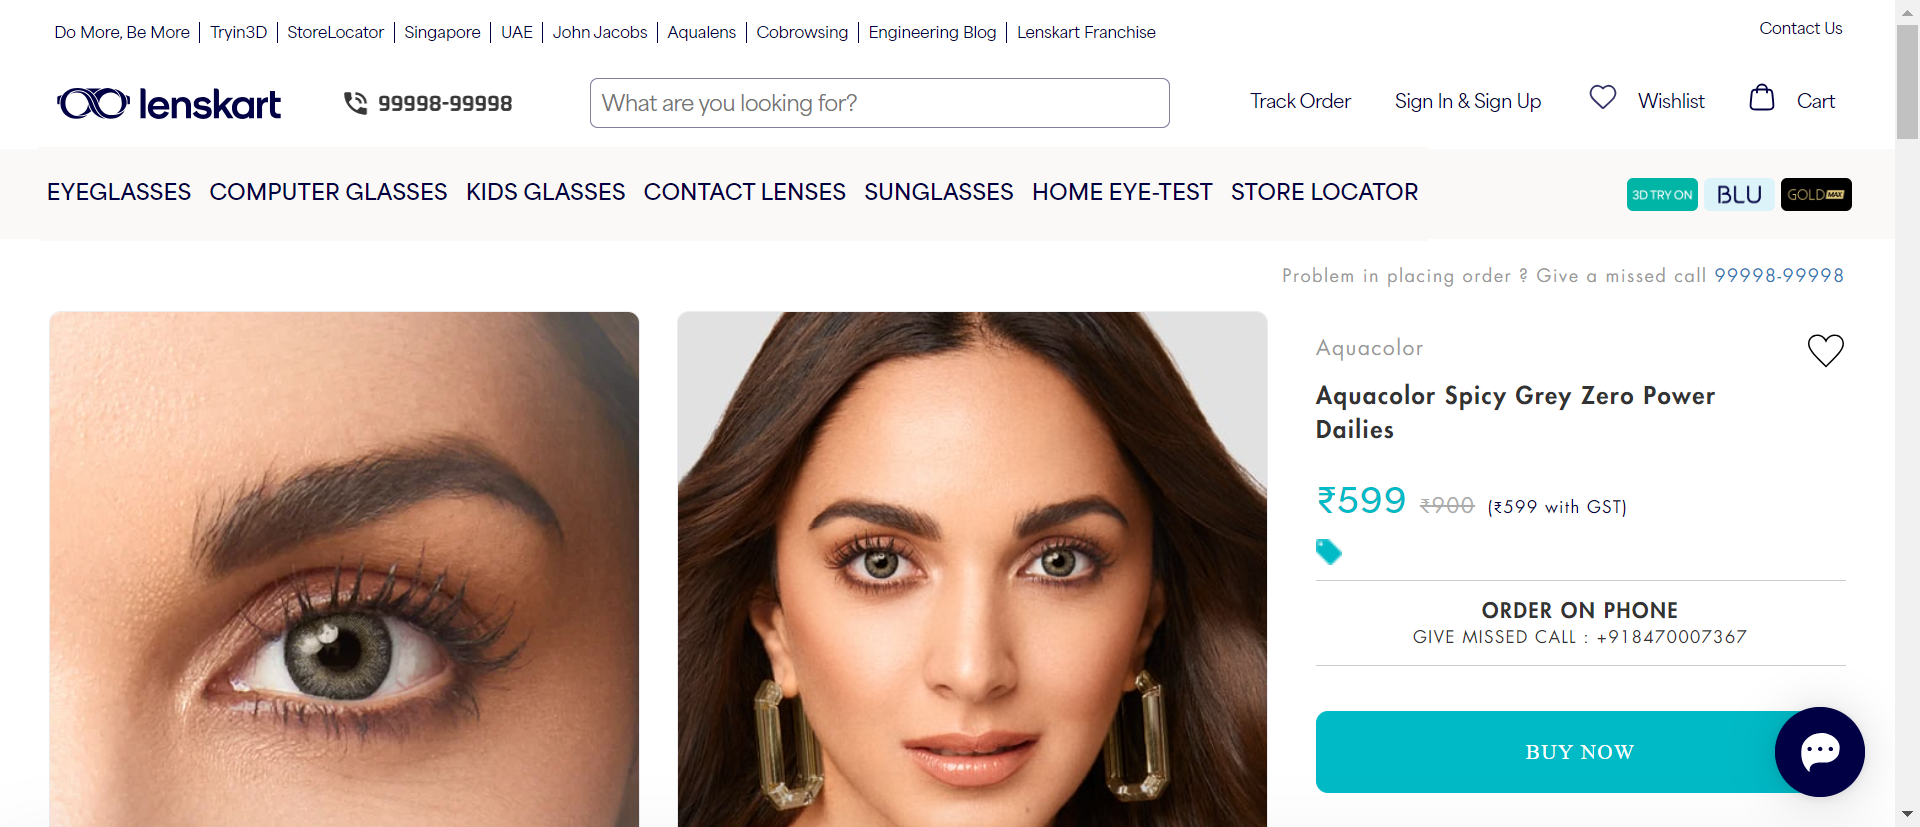 Do More, Be More | Tryin3D | StoreLocator | Singapore | UAE | John Jacobs | Aqualens | Cobrowsing | Engineering Blog | Lenskart Franchise
Contact Us
lenskart
99998-99998
What are you looking for?
Track Order
Sign In & Sign Up
Wishlist
Cart
EYEGLASSES COMPUTER GLASSES KIDS GLASSES CONTACT LENSES SUNGLASSES HOME EYE-TEST STORE LOCATOR
3D TRY ON
BLU
GOLD MAX
Problem in placing order ? Give a missed call 99998-99998
Aquacolor
Aquacolor Spicy Grey Zero Power
Dailies
₹599 ₹900 (₹599 with GST)
ORDER ON PHONE
GIVE MISSED CALL : +918470007367
BUY NOW